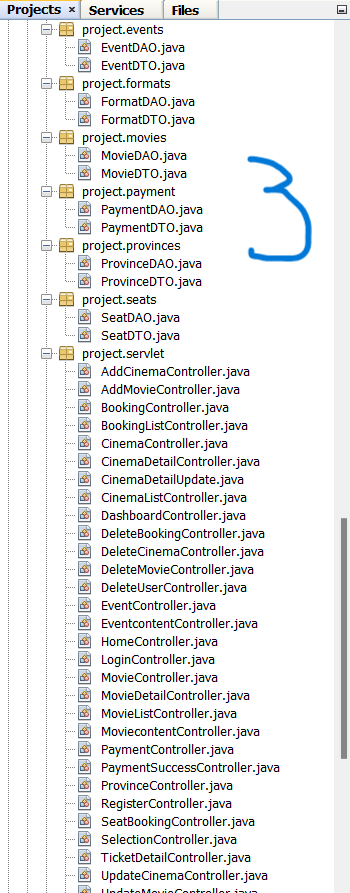 Projects × Services Files
project.events
EventDAO.java
EventDTO.java
project.formats
FormatDAO.java
FormatDTO.java
project.movies
MovieDAO.java
MovieDTO.java
project.payment
PaymentDAO.java
PaymentDTO.java
project.provinces
ProvinceDAO.java
ProvinceDTO.java
3
project.seats
SeatDAO.java
SeatDTO.java
project.servlet
AddCinemaController.java
AddMovieController.java
BookingController.java
BookingListController.java
CinemaController.java
CinemaDetailController.java
CinemaDetailUpdate.java
CinemaListController.java
DashboardController.java
DeleteBookingController.java
DeleteCinemaController.java
DeleteMovieController.java
DeleteUserController.java
EventController.java
EventcontentController.java
HomeController.java
LoginController.java
MovieController.java
MovieDetailController.java
MovieListController.java
MoviecontentController.java
PaymentController.java
PaymentSuccessController.java
ProvinceController.java
RegisterController.java
SeatBookingController.java
SelectionController.java
TicketDetailController.java
UpdateCinemaController.java
UpdateMovieController.java